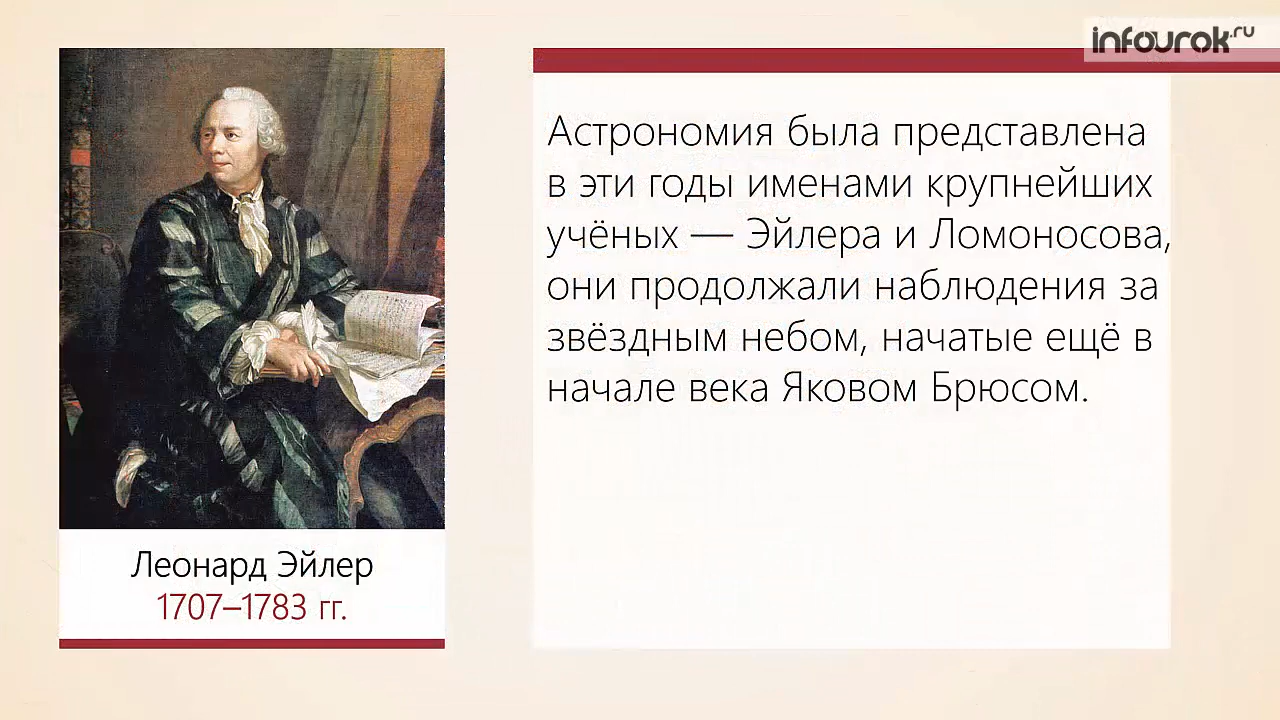 infourok.ru
Астрономия была представлена
в эти годы именами крупнейших
учёных — Эйлера и Ломоносова,
они продолжали наблюдения за
звёздным небом, начатые ещё в
начале века Яковом Брюсом.
Леонард Эйлер
1707–1783 гг.